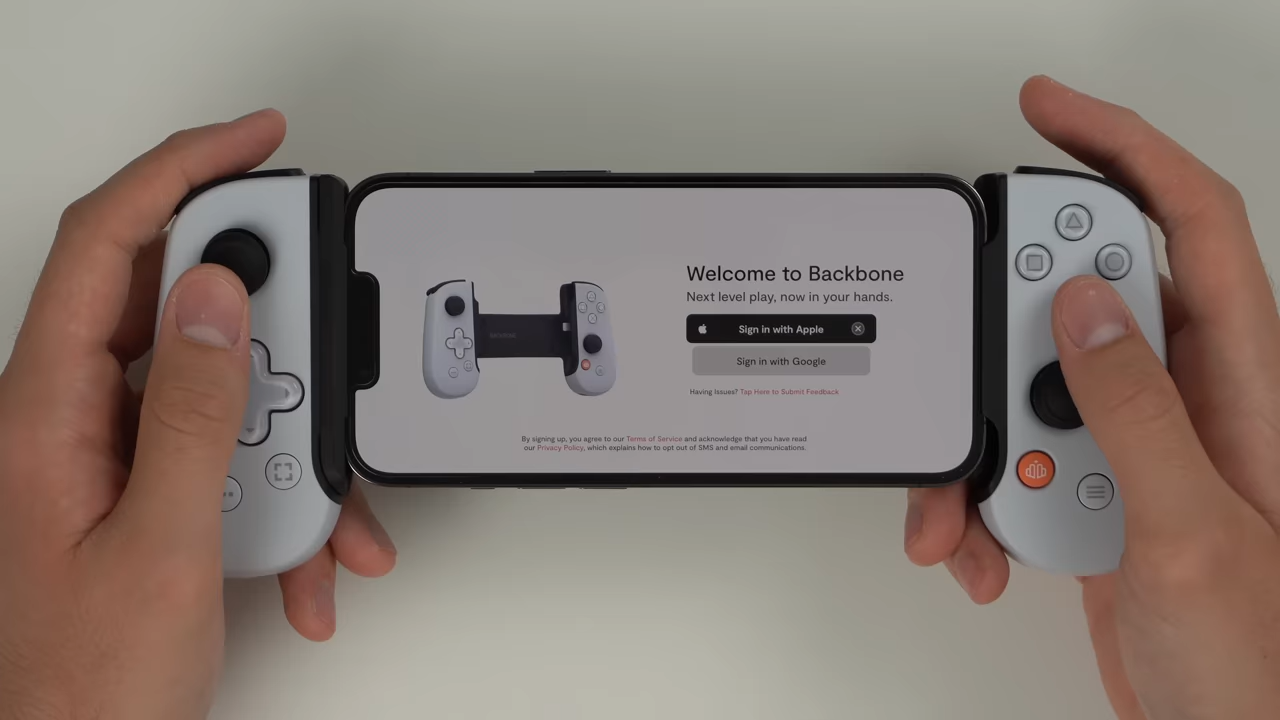 Welcome to Backbone
Next level play, now in your hands.
Sign in with Apple
Sign in with Google
Having Issues? Tap Here to Submit Feedback
By signing up, you agree to our Terms of Service and acknowledge that you have read
our Privacy Policy, which explains how to opt out of SMS and email communications.